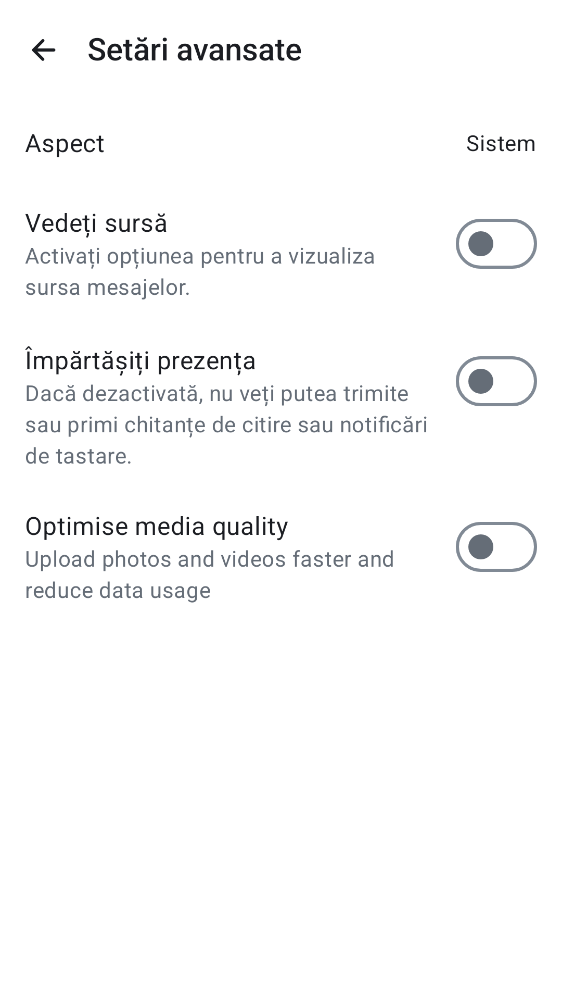 Setări avansate
Aspect
Sistem
Vedeți sursă
Activați opțiunea pentru a vizualiza
sursa mesajelor.
Împărtășiți prezența
Dacă dezactivată, nu veți putea trimite
sau primi chitanțe de citire sau notificări
de tastare.
Optimise media quality
Upload photos and videos faster and
reduce data usage